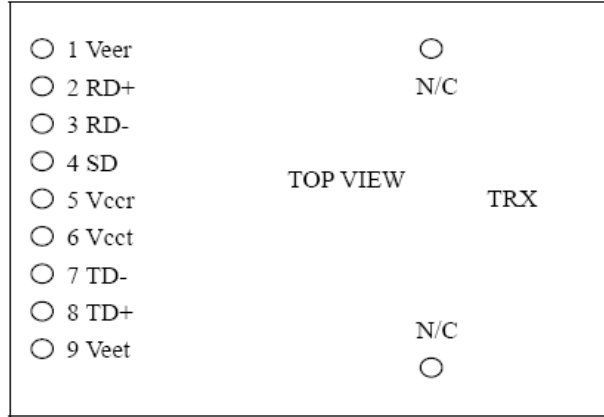 1 Veer
2 RD+
3 RD-
4 SD
5 Vccr
6 Vcct
7 TD-
8 TD+
9 Veet
N/C
TOP VIEW
TRX
N/C